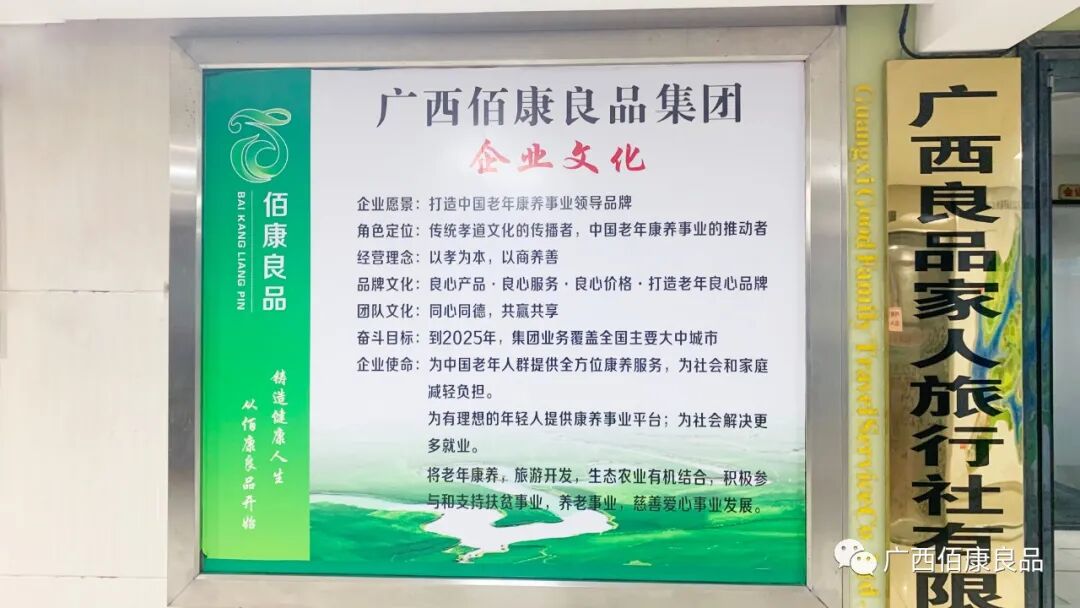 佰康良品
BAI KANG LIANG PIN
铸造健康人生
从佰康良品开始
广西佰康良品集团
企业文化
企业愿景：打造中国老年康养事业领导品牌
角色定位：传统孝道文化的传播者，中国老年康养事业的推动者
经营理念：以孝为本，以商养善
品牌文化：良心产品·良心服务·良心价格·打造老年良心品牌
团队文化：同心同德，共赢共享
奋斗目标：到2025年，集团业务覆盖全国主要大中城市
企业使命：为中国老年人群提供全方位康养服务，为社会和家庭
减轻负担。
为有理想的年轻人提供康养事业平台；为社会解决更
多就业。
将老年康养，旅游开发，生态农业有机结合，积极参
与和支持扶贫事业，养老事业，慈善爱心事业发展。
Guangxi Good Family Travel Service Co.
广西良品家人旅行社有限
广西佰康良品